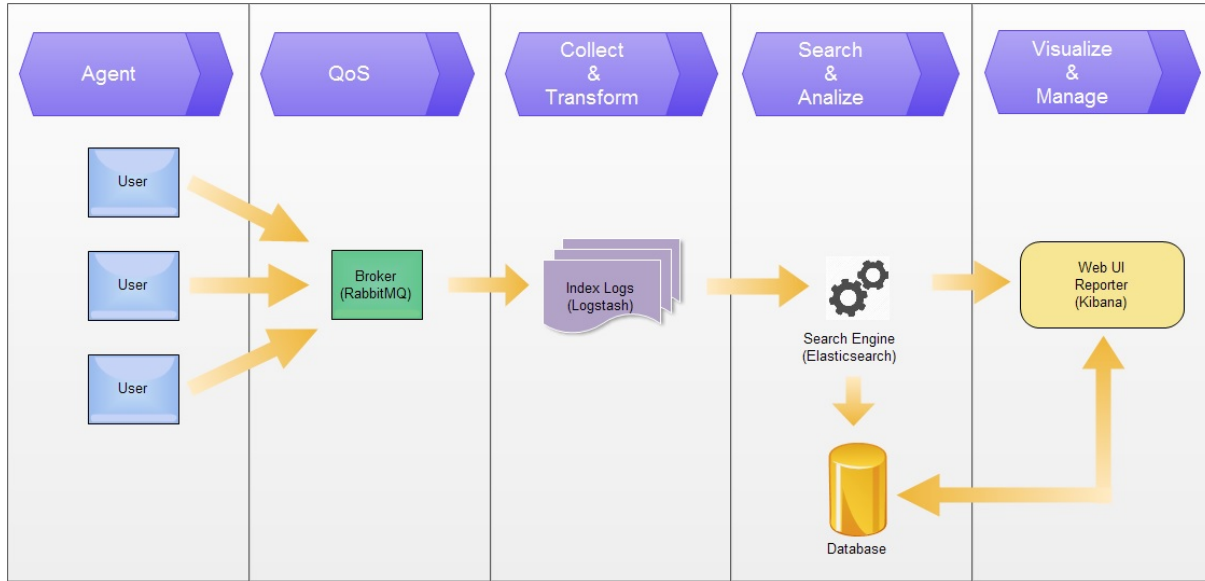 Agent
QoS
Collect
&
Transform
Search
&
Analize
Visualize
&
Manage
User
User
User
Broker
(RabbitMQ)
Index Logs
(Logstash)
Search Engine
(Elasticsearch)
Database
Web UI
Reporter
(Kibana)